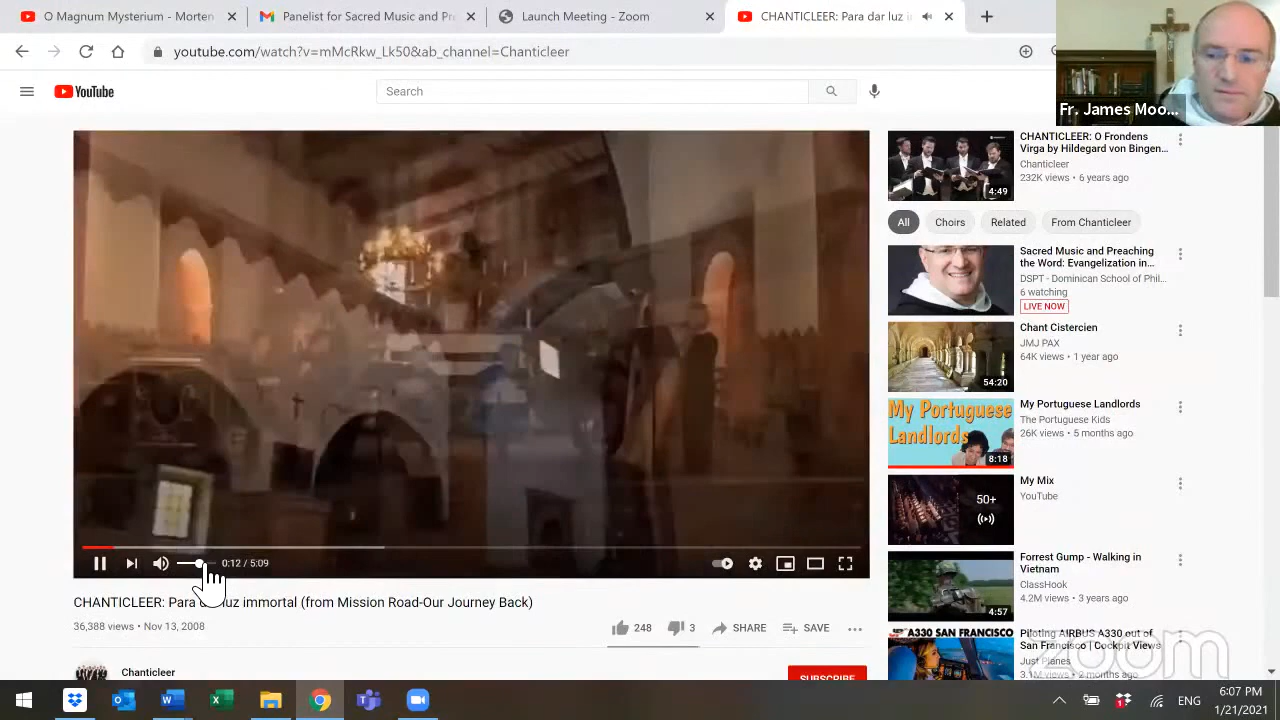 O Magnum Mysterium - Morten
Panelist for Sacred Music and Pr
Launch Meeting - Zoom
CHANTICLEER: Para dar luz i
youtube.com/watch?v=mMcRkw_Lk50&ab_channel=Chanticleer
Fr. James Moo...
YouTube
Search
CHANTICLEER: O Frondens
Virga by Hildegard von Bingen...
Chanticleer
232K views • 6 years ago
4:49
All
Choirs
Related
From Chanticleer
Sacred Music and Preaching
the Word: Evangelization in...
DSPT - Dominican School of Phil...
6 watching
LIVE NOW
Chant Cistercien
JMJ PAX
64K views • 1 year ago
54:20
My Portuguese
Landlords
8:18
My Portuguese Landlords
The Portuguese Kids
26K views • 5 months ago
50+
My Mix
YouTube
Forrest Gump - Walking in
Vietnam
ClassHook
4.2M views • 3 years ago
4:57
A330 SAN FRANCISCO
Piloting AIRBUS A330 out of
San Francisco | Cockpit Views
Just Planes
3.1M views • 2 months ago
0:12 / 5:09
CHANTICLEER: Para luz immortal (from Mission Road-Our Journey Back)
36,388 views • Nov 13, 2008
248
3
SHARE
SAVE
Chanticleer
SUBSCRIBE
zoom
ENG
6:07 PM
1/21/2021